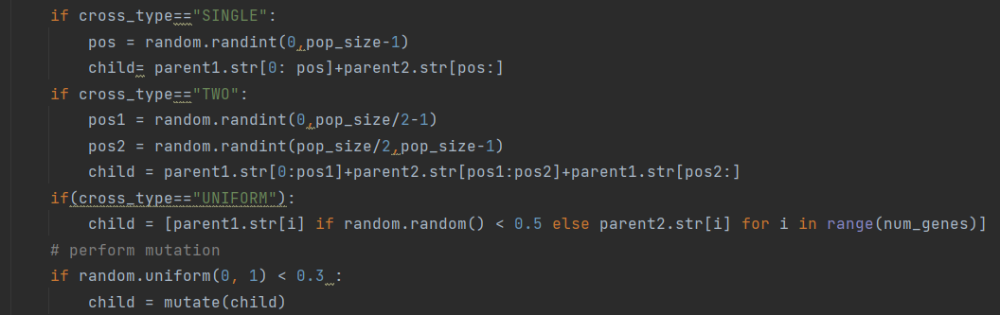 if cross_type=="SINGLE":
    pos = random.randint(0,pop_size-1)
    child= parent1.str[0: pos]+parent2.str[pos:]
if cross_type=="TWO":
    pos1 = random.randint(0,pop_size/2-1)
    pos2 = random.randint(pop_size/2,pop_size-1)
    child = parent1.str[0:pos1]+parent2.str[pos1:pos2]+parent1.str[pos2:]
if(cross_type=="UNIFORM"):
    child = [parent1.str[i] if random.random() < 0.5 else parent2.str[i] for i in range(num_genes)]
# perform mutation
if random.uniform(0, 1) < 0.3 :
    child = mutate(child)